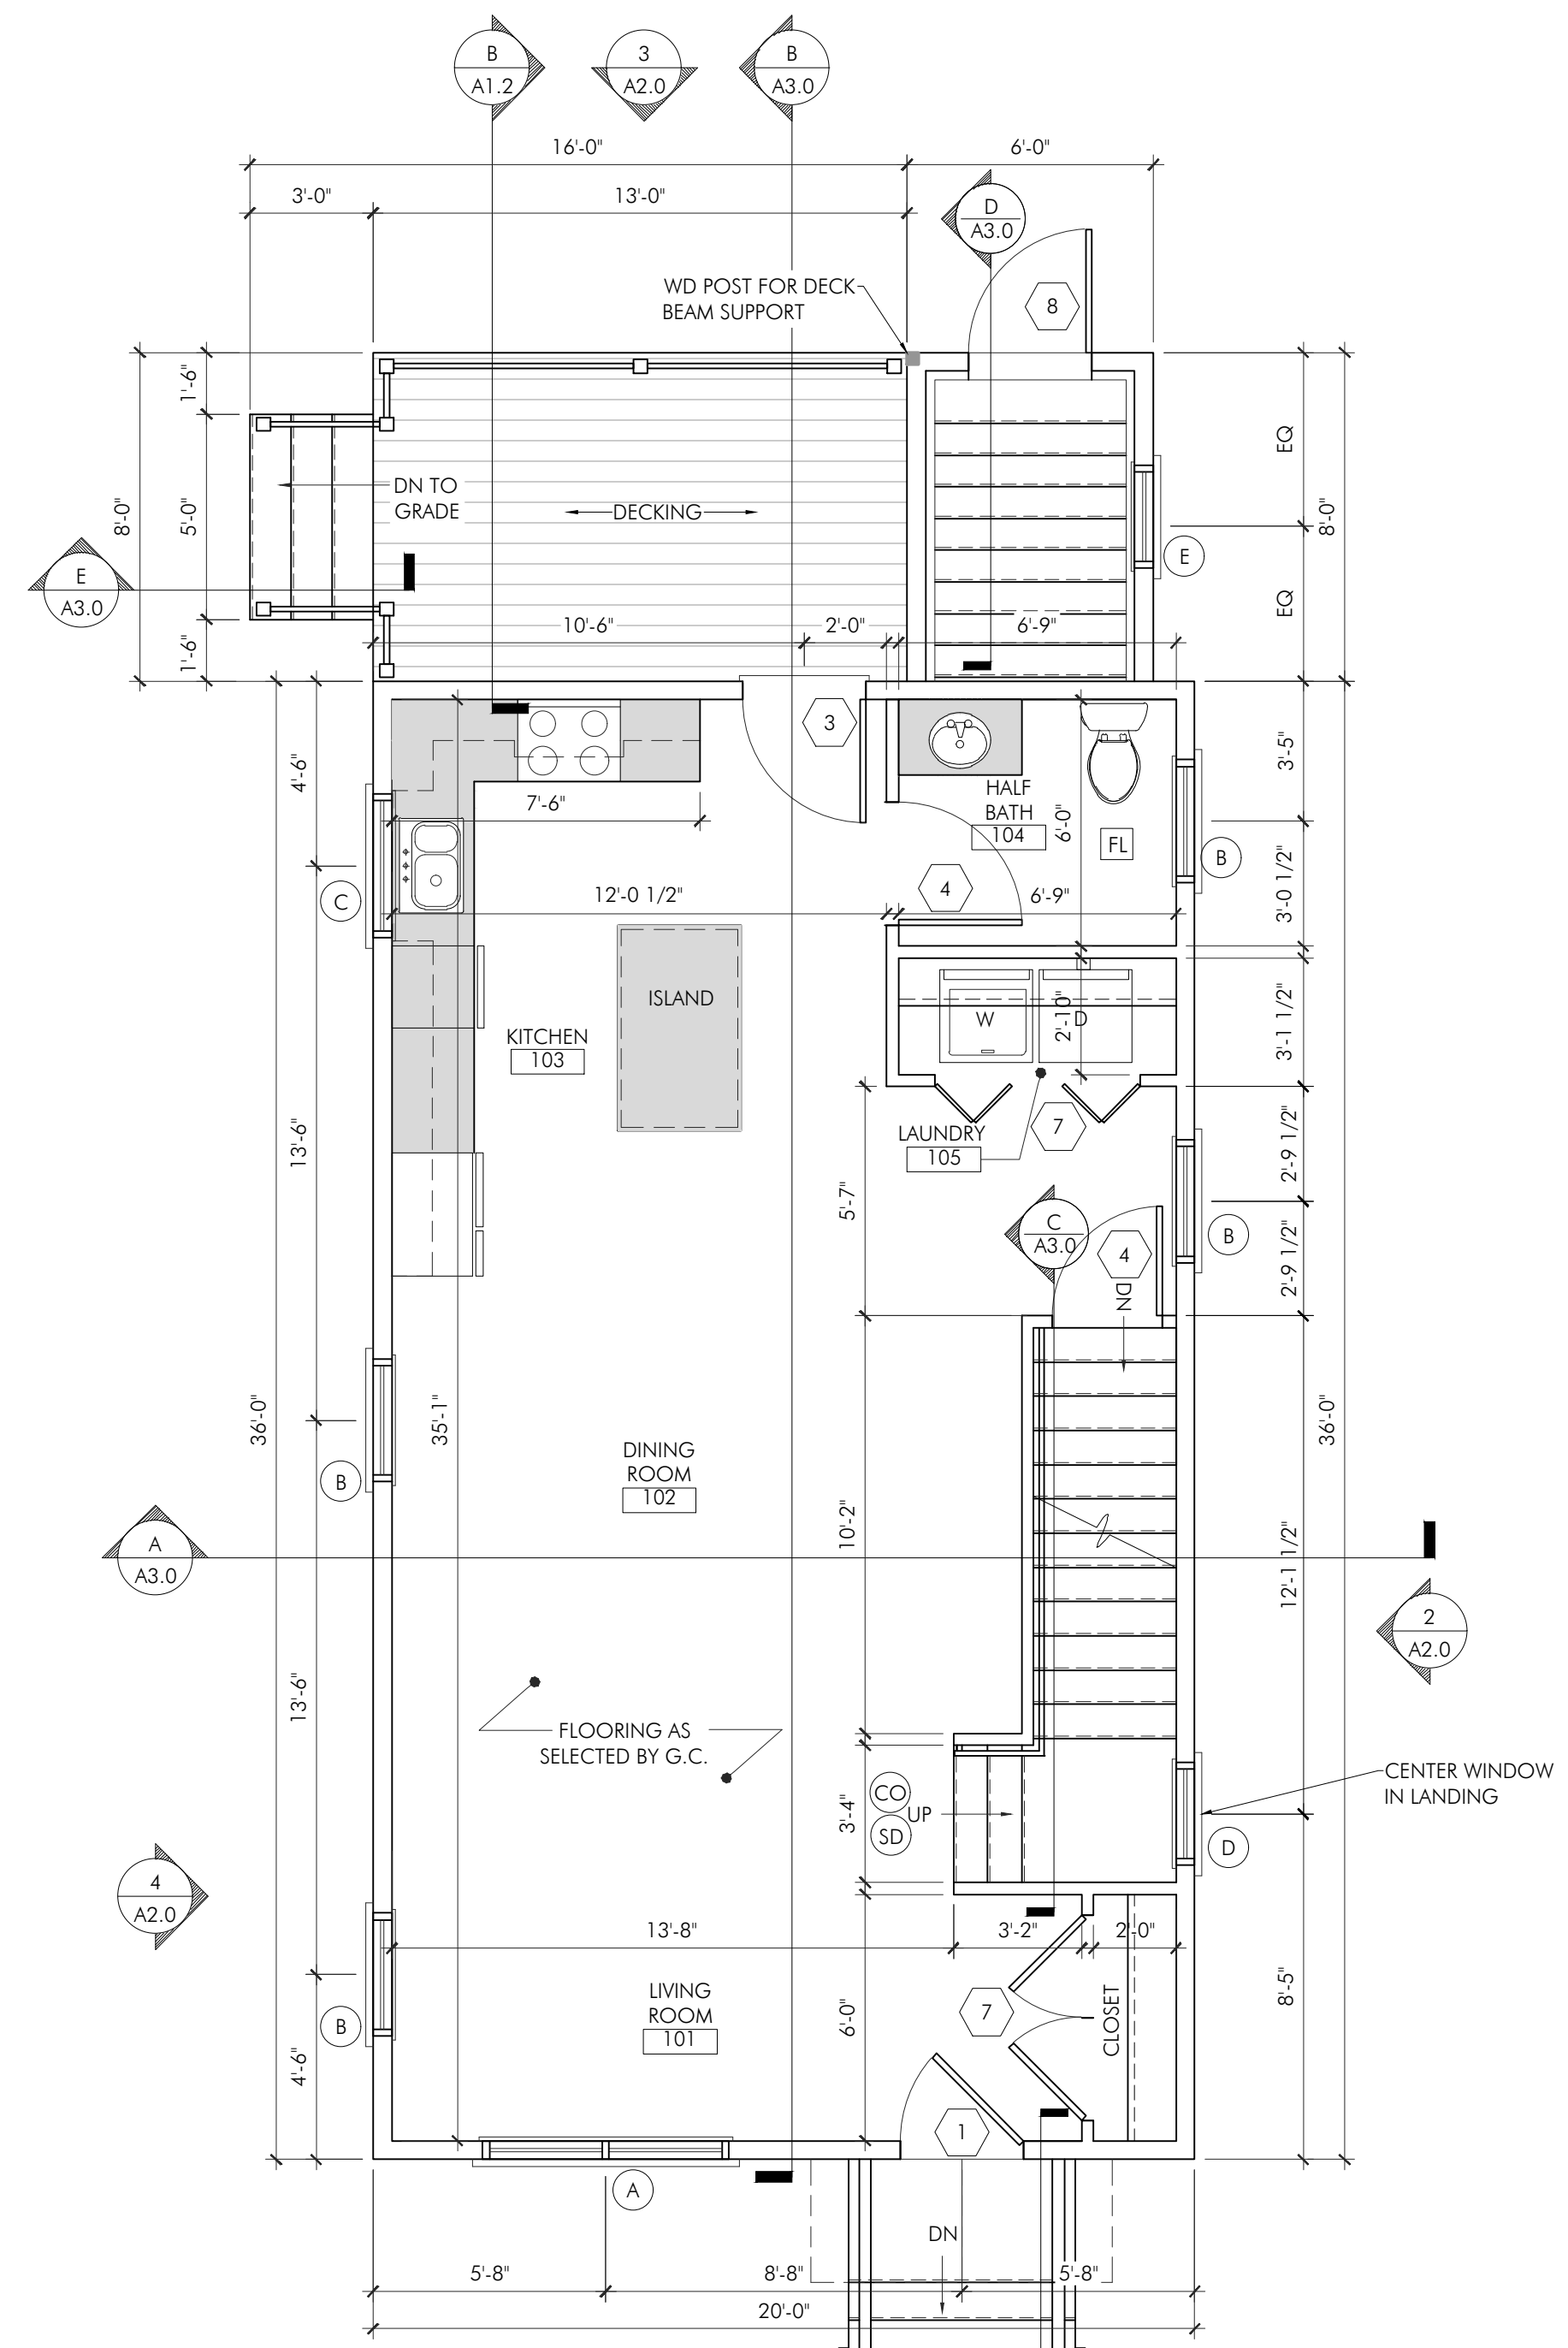 B
A1.2
3
A2.0
B
A3.0
16'-0"
6'-0"
3'-0"
13'-0"
D
A3.0
WD POST FOR DECK
BEAM SUPPORT
8
1'-6"
8'-0"
5'-0"
1'-6"
DN TO
GRADE
DECKING
EQ
EQ
8'-0"
E
E
A3.0
10'-6"
2'-0"
6'-9"
3
4'-6"
7'-6"
HALF
BATH
104
6'-0"
FL
3'-5"
B
C
12'-0 1/2"
4
6'-9"
3'-0 1/2"
ISLAND
KITCHEN
103
W
D
2'-10"
3'-1 1/2"
13'-6"
LAUNDRY
105
7
2'-9 1/2"
5'-7"
C
A3.0
4
DN
B
2'-9 1/2"
36'-0"
35'-1"
36'-0"
DINING
ROOM
102
B
10'-2"
12'-1 1/2"
A
A3.0
2
A2.0
13'-6"
FLOORING AS
SELECTED BY G.C.
CENTER WINDOW
IN LANDING
CO
SD
UP
3'-4"
D
4
A2.0
13'-8"
3'-2"
2'-0"
LIVING
ROOM
101
7
CLOSET
6'-0"
8'-5"
B
4'-6"
1
A
DN
5'-8"
8'-8"
5'-8"
20'-0"